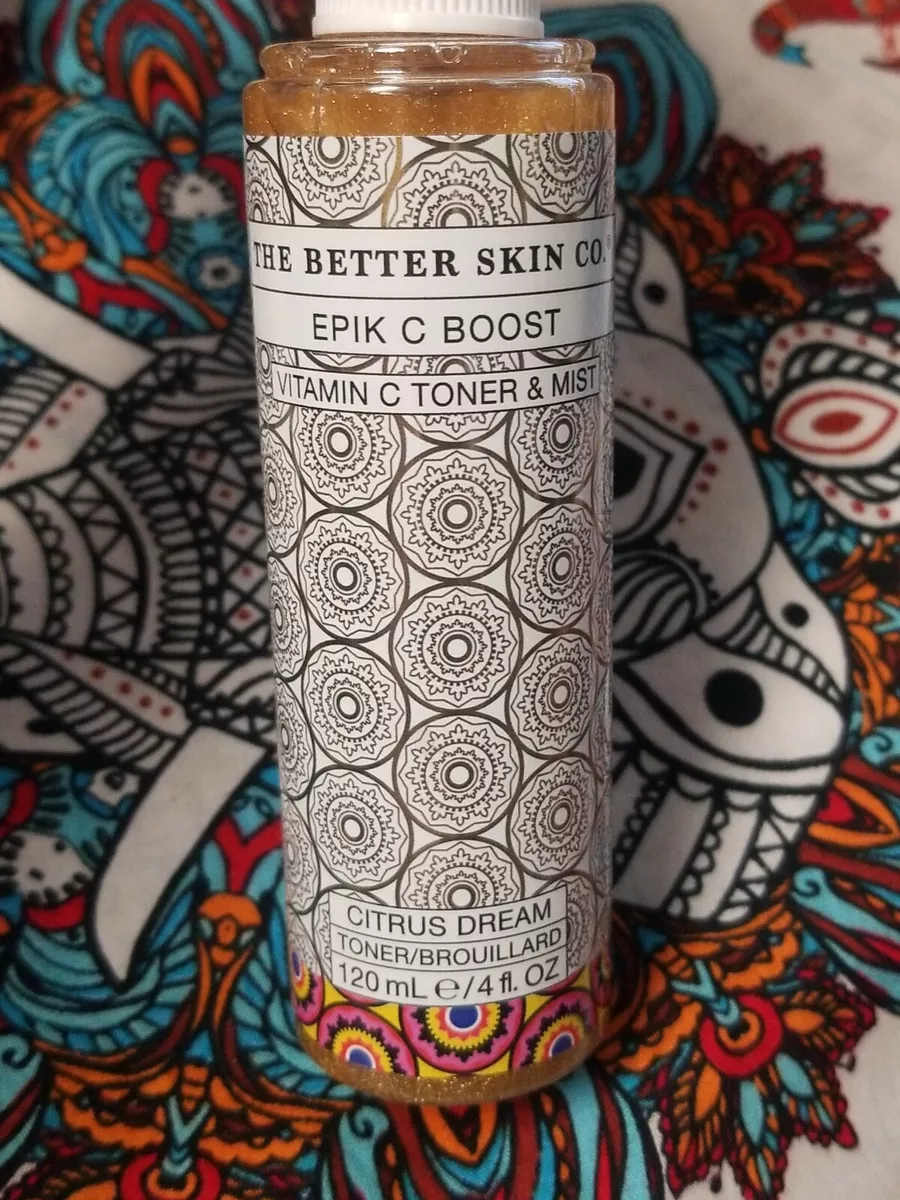 THE BETTER SKIN CO.®
EPIK C BOOST
VITAMIN C TONER & MIST
CITRUS DREAM
TONER/BROUILLARD
120 mL ℮/4 fl. OZ